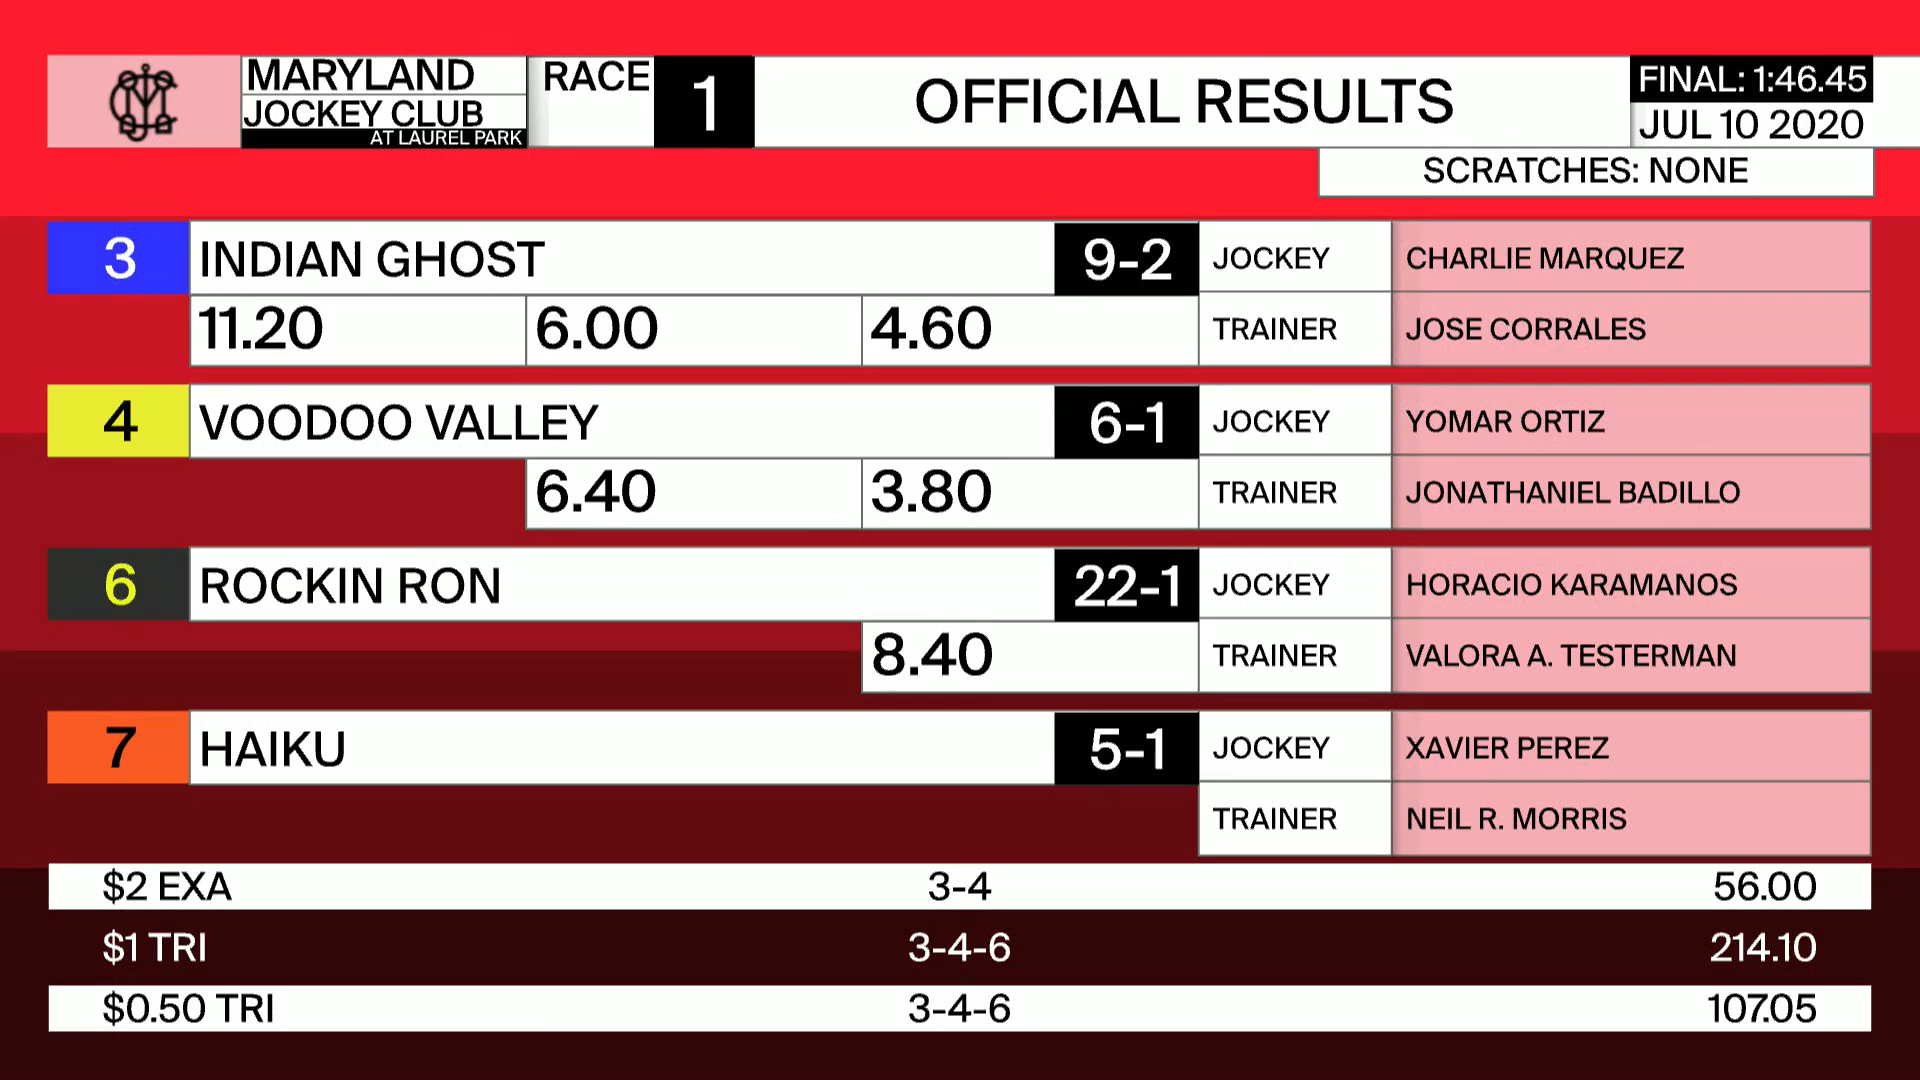 MARYLAND
JOCKEY CLUB
AT LAUREL PARK
RACE 1
OFFICIAL RESULTS
FINAL: 1:46.45
JUL 10 2020
SCRATCHES: NONE
3 INDIAN GHOST 9-2 JOCKEY CHARLIE MARQUEZ
11.20 6.00 4.60 TRAINER JOSE CORRALES
4 VOODOO VALLEY 6-1 JOCKEY YOMAR ORTIZ
6.40 3.80 TRAINER JONATHANIEL BADILLO
6 ROCKIN RON 22-1 JOCKEY HORACIO KARAMANOS
8.40 TRAINER VALORA A. TESTERMAN
7 HAIKU 5-1 JOCKEY XAVIER PEREZ
TRAINER NEIL R. MORRIS
$2 EXA 3-4 56.00
$1 TRI 3-4-6 214.10
$0.50 TRI 3-4-6 107.05